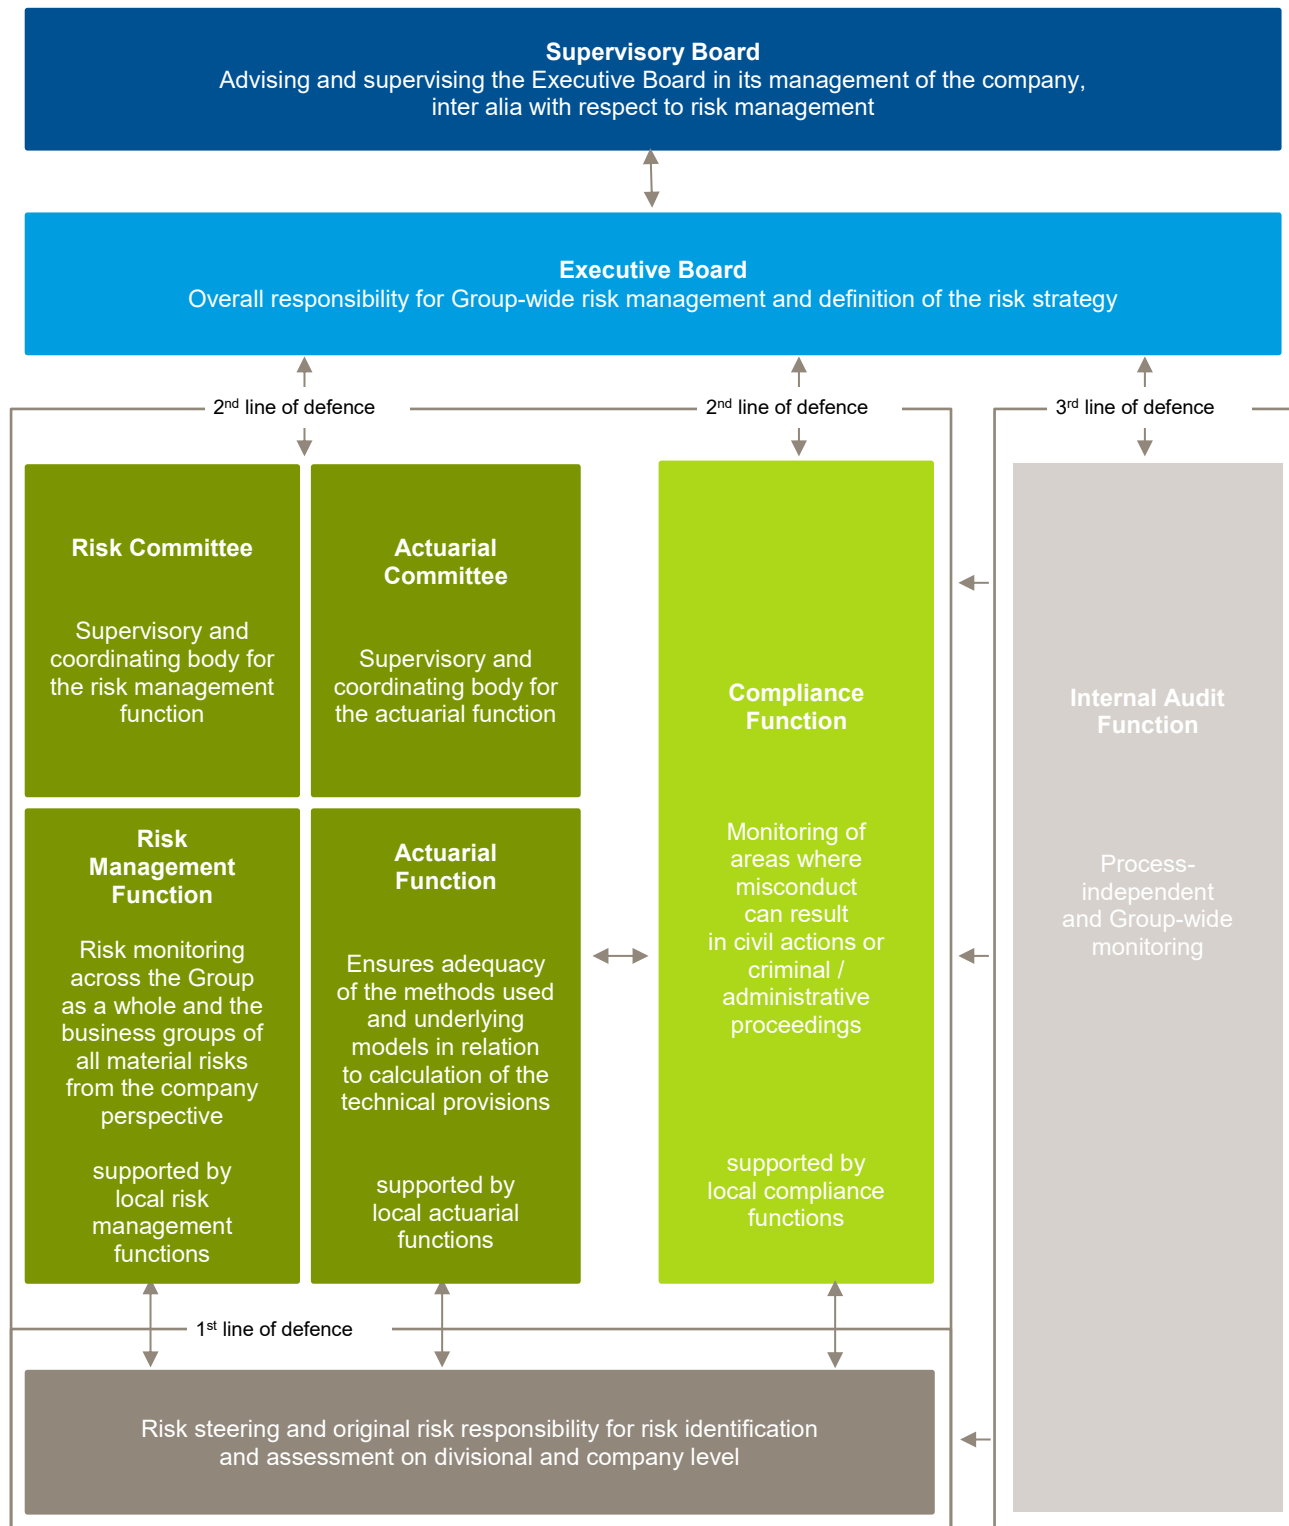 Supervisory Board
Advising and supervising the Executive Board in its management of the company,
inter alia with respect to risk management
Executive Board
Overall responsibility for Group-wide risk management and definition of the risk strategy
2nd line of defence
2nd line of defence
3rd line of defence
Risk Committee
Supervisory and
coordinating body for
the risk management
function
Actuarial
Committee
Supervisory and
coordinating body for
the actuarial function
Risk
Management
Function
Risk monitoring
across the Group
as a whole and the
business groups of
all material risks
from the company
perspective
supported by
local risk
management
functions
Actuarial
Function
Ensures adequacy
of the methods used
and underlying
models in relation
to calculation of the
technical provisions
supported by
local actuarial
functions
Compliance
Function
Monitoring of
areas where
misconduct
can result
in civil actions or
criminal /
administrative
proceedings
supported by
local compliance
functions
Internal Audit
Function
Process-
independent
and Group-wide
monitoring
1st line of defence
Risk steering and original risk responsibility for risk identification
and assessment on divisional and company level